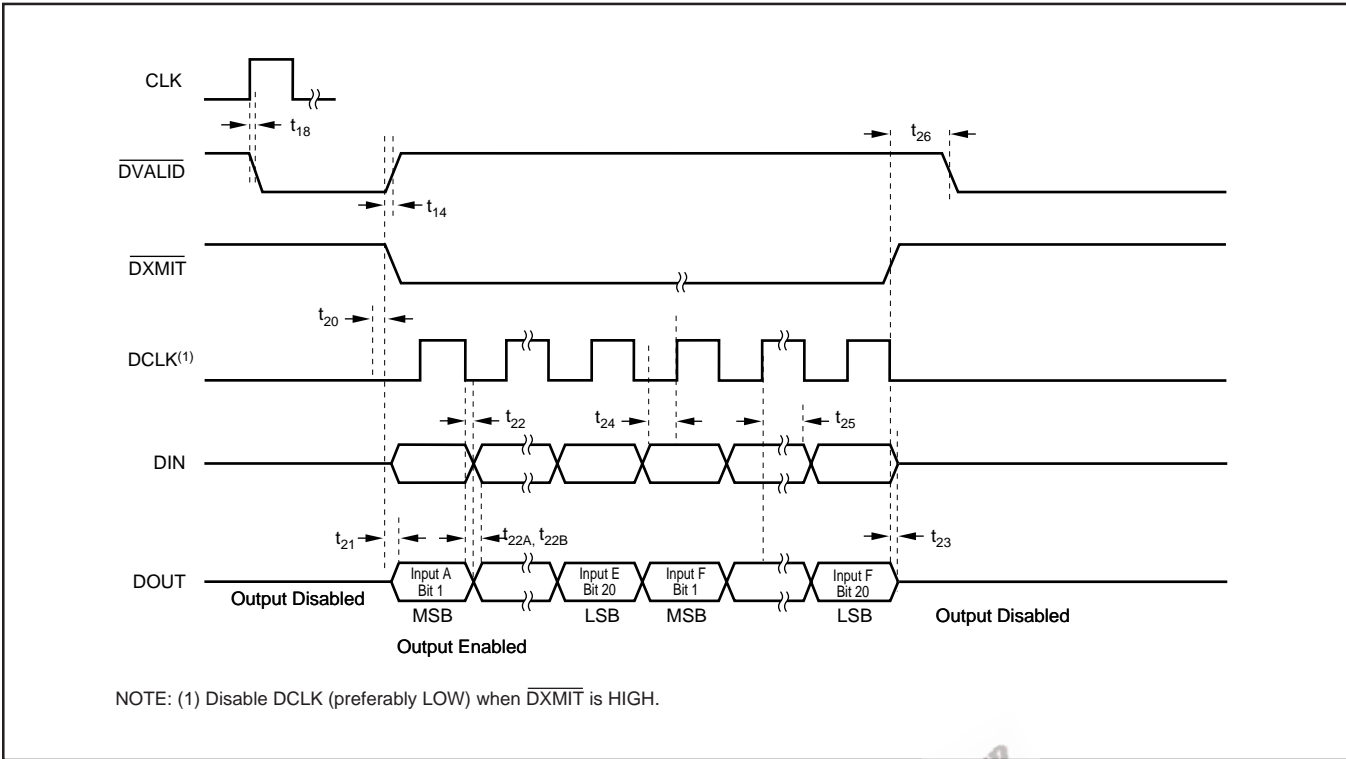 CLK
t18
t26
DVALID
t14
DXMIT
t20
DCLK(1)
t22
t24
t25
DIN
t21
t22A, t22B
t23
DOUT
Input A
Bit 1
Input E
Bit 20
Input F
Bit 1
Input F
Bit 20
Output Disabled
MSB
LSB
MSB
LSB
Output Disabled
Output Enabled
NOTE: (1) Disable DCLK (preferably LOW) when DXMIT is HIGH.